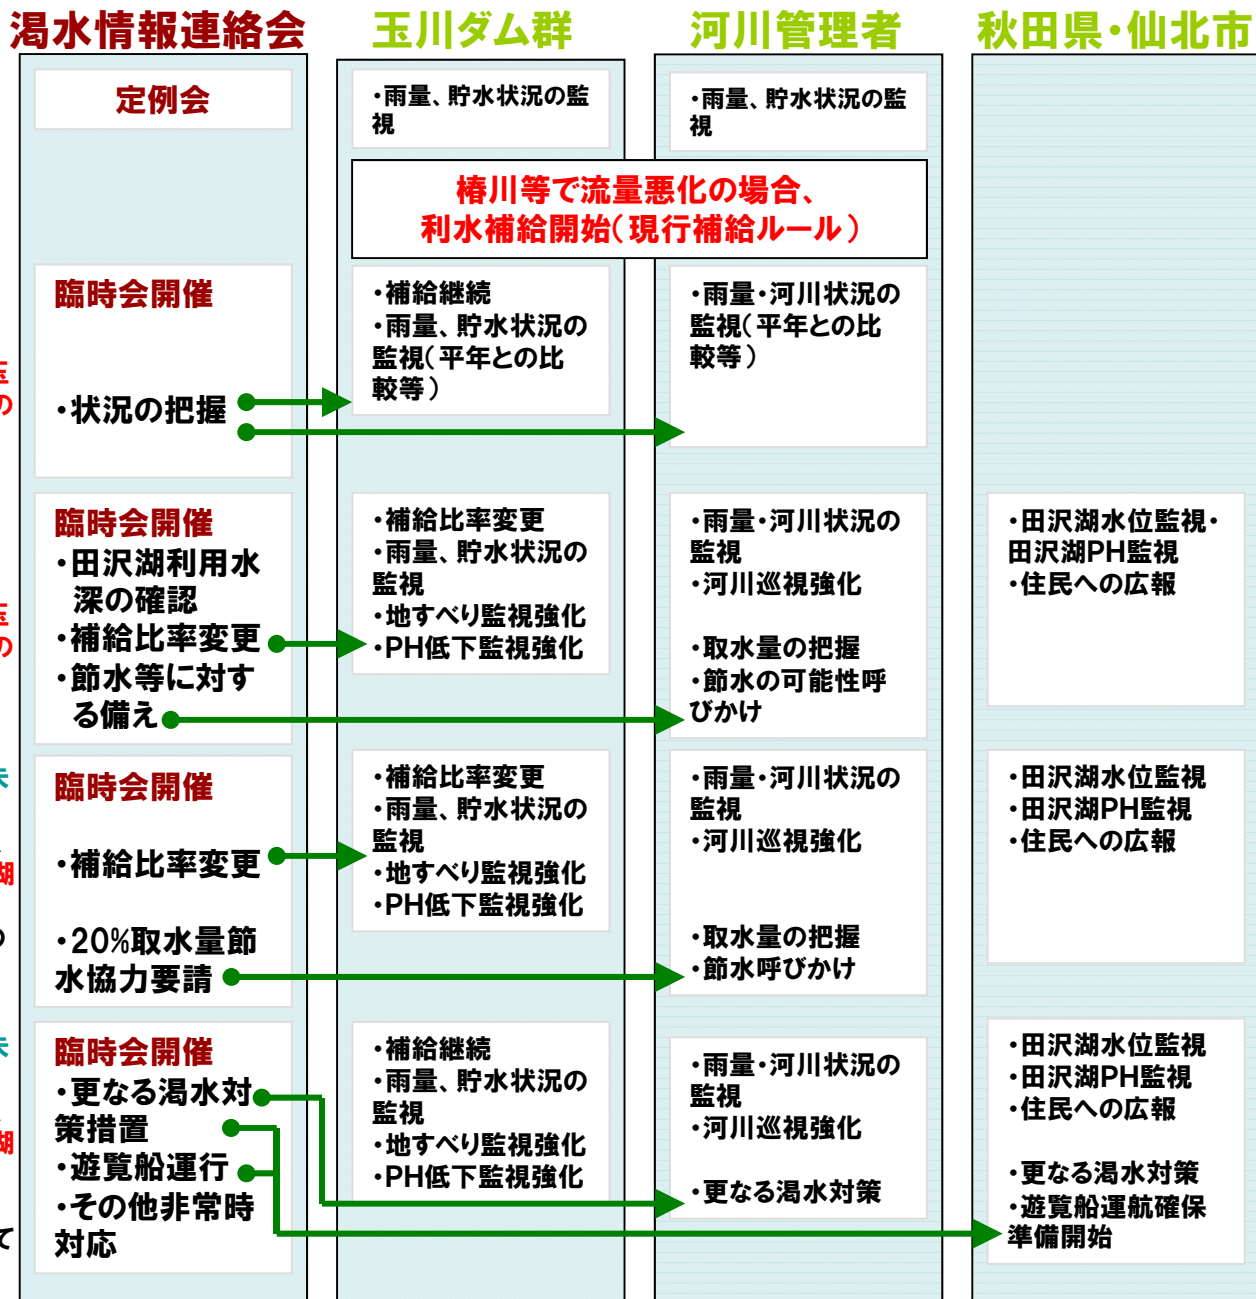 渇水情報連絡会
玉川ダム群
河川管理者
秋田県・仙北市
定例会
・雨量、貯水状況の監
視
・雨量、貯水状況の監
視
椿川等で流量悪化の場合、
利水補給開始（現行補給ルール）
臨時会開催
・状況の把握
・補給継続
・雨量、貯水状況の
監視（平年との比
較等）
・雨量・河川状況の
監視（平年との比
較等）
玉
の
臨時会開催
・田沢湖利用水
深の確認
・補給比率変更
・節水等に対す
る備え
・補給比率変更
・雨量、貯水状況の
監視
・地すべり監視強化
・PH低下監視強化
・雨量・河川状況の
監視
・河川巡視強化
・取水量の把握
・節水の可能性呼
びかけ
・田沢湖水位監視・
田沢湖PH監視
・住民への広報
玉
の
臨時会開催
・補給比率変更
・20%取水量節
水協力要請
・補給比率変更
・雨量、貯水状況の
監視
・地すべり監視強化
・PH低下監視強化
・雨量・河川状況の
監視
・河川巡視強化
・取水量の把握
・節水呼びかけ
・田沢湖水位監視
・田沢湖PH監視
・住民への広報
湖
の
臨時会開催
・更なる渇水対
策措置
・遊覧船運行
・その他非常時
対応
・補給継続
・雨量、貯水状況の
監視
・地すべり監視強化
・PH低下監視強化
・雨量・河川状況の
監視
・河川巡視強化
・更なる渇水対策
・田沢湖水位監視
・田沢湖PH監視
・住民への広報
・更なる渇水対策
・遊覧船運航確保
準備開始
湖
て